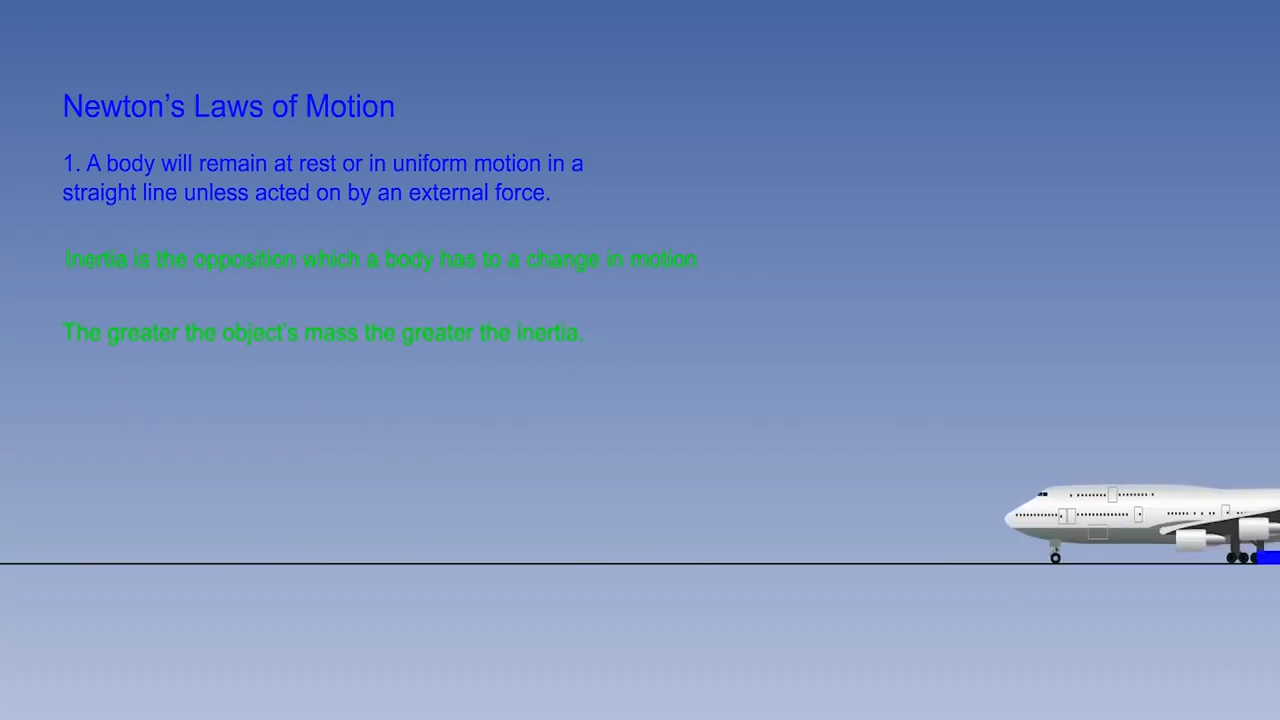 Newton’s Laws of Motion
1. A body will remain at rest or in uniform motion in a
straight line unless acted on by an external force.
Inertia is the opposition which a body has to a change in motion
The greater the object’s mass the greater the inertia.